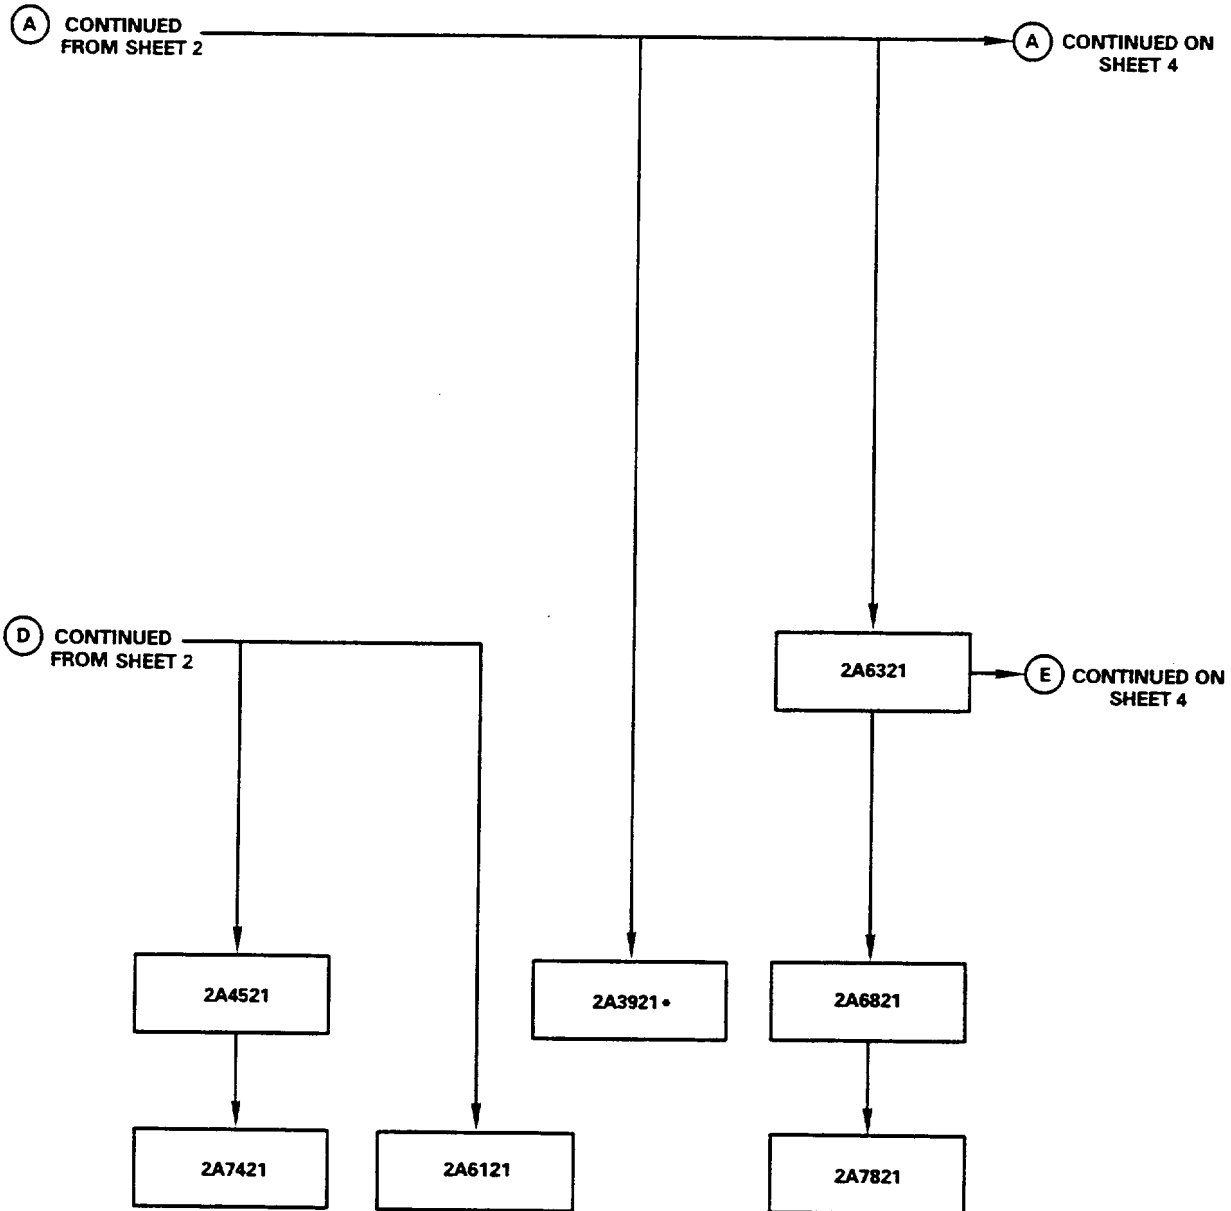 A CONTINUED
FROM SHEET 2
A CONTINUED ON
SHEET 4
D CONTINUED
FROM SHEET 2
2A6321
E CONTINUED ON
SHEET 4
2A4521
2A3921*
2A6821
2A7421
2A6121
2A7821